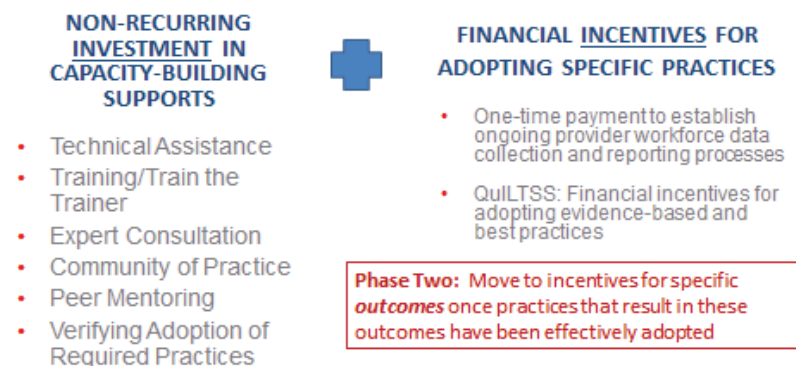 NON-RECURRING
INVESTMENT IN
CAPACITY-BUILDING
SUPPORTS
• Technical Assistance
• Training/Train the
Trainer
• Expert Consultation
• Community of Practice
• Peer Mentoring
• Verifying Adoption of
Required Practices
FINANCIAL INCENTIVES FOR
ADOPTING SPECIFIC PRACTICES
• One-time payment to establish
ongoing provider workforce data
collection and reporting processes
• QuILTSS: Financial incentives for
adopting evidence-based and
best practices
Phase Two: Move to incentives for specific
outcomes once practices that result in these
outcomes have been effectively adopted